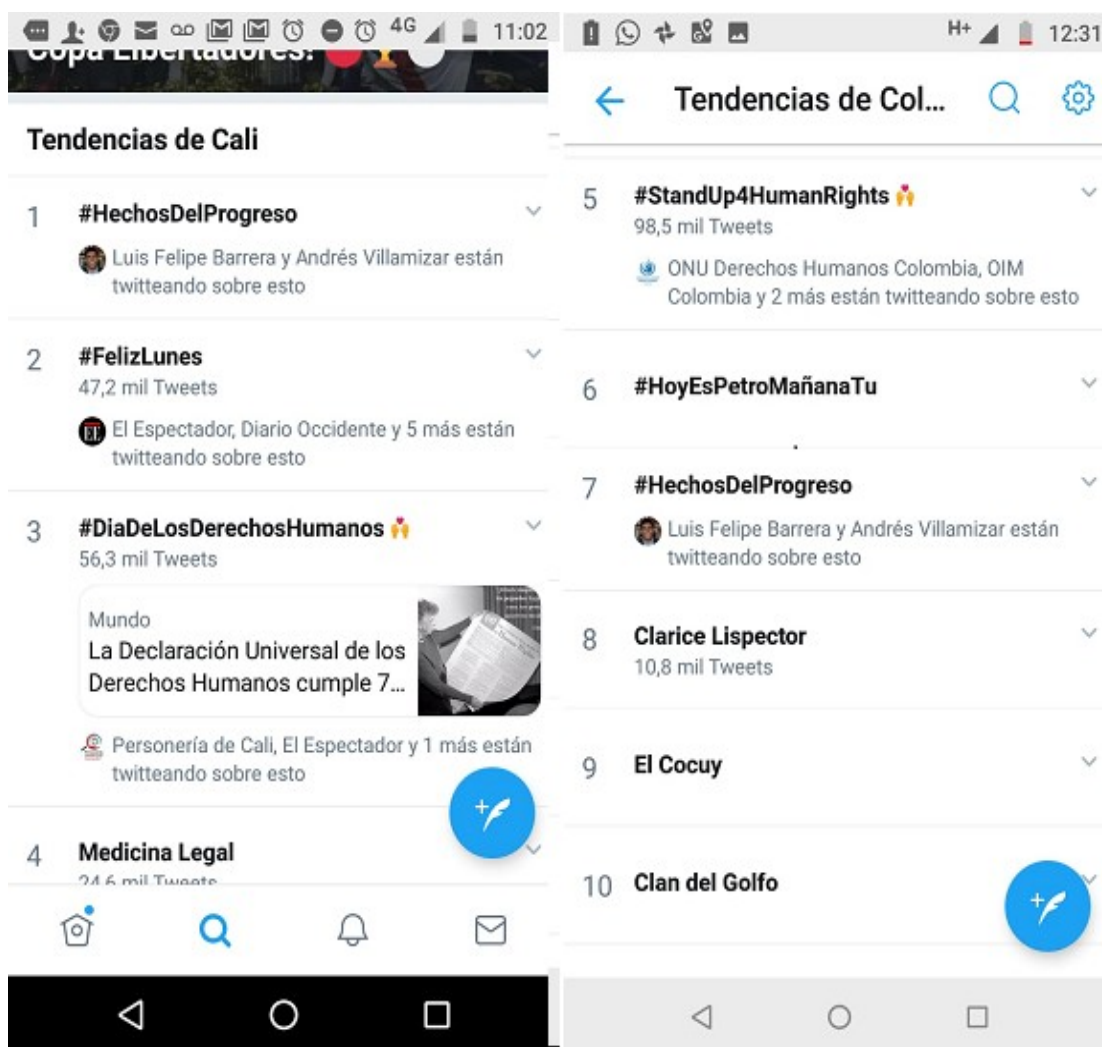 4G 11:02
Copa Libertadores!
Tendencias de Cali
1 #HechosDelProgreso
Luis Felipe Barrera y Andrés Villamizar están
twitteando sobre esto
2 #FelizLunes
47,2 mil Tweets
EE El Espectador, Diario Occidente y 5 más están
twitteando sobre esto
3 #DiaDeLosDerechosHumanos
56,3 mil Tweets
Mundo
La Declaración Universal de los
Derechos Humanos cumple 7...
Personería de Cali, El Espectador y 1 más están
twitteando sobre esto
4 Medicina Legal
24,6 mil Tweets
H+ 12:31
Tendencias de Col...
5 #StandUp4HumanRights
98,5 mil Tweets
ONU Derechos Humanos Colombia, OIM
Colombia y 2 más están twitteando sobre esto
6 #HoyEsPetroMañanaTu
7 #HechosDelProgreso
Luis Felipe Barrera y Andrés Villamizar están
twitteando sobre esto
8 Clarice Lispector
10,8 mil Tweets
9 El Cocuy
10 Clan del Golfo